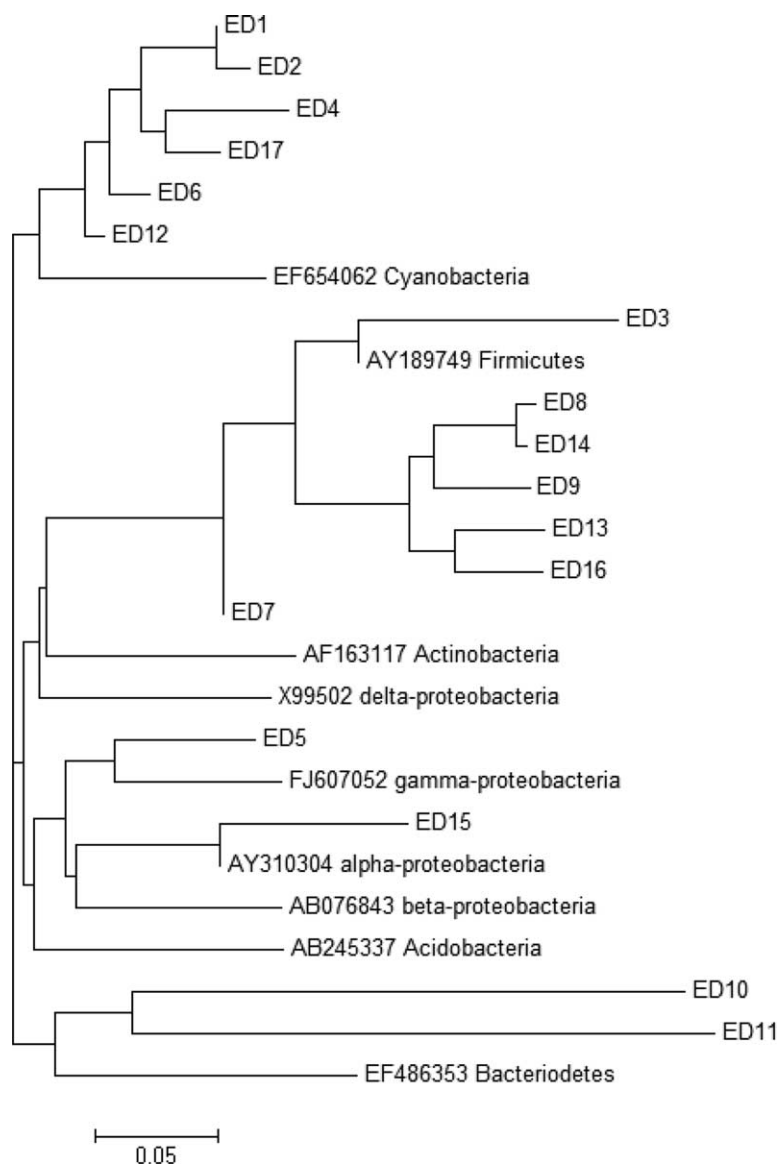 ED1
ED2
ED4
ED17
ED6
ED12
EF654062 Cyanobacteria
ED3
AY189749 Firmicutes
ED8
ED14
ED9
ED13
ED16
ED7
AF163117 Actinobacteria
X99502 delta-proteobacteria
ED5
FJ607052 gamma-proteobacteria
ED15
AY310304 alpha-proteobacteria
AB076843 beta-proteobacteria
AB245337 Acidobacteria
ED10
ED11
EF486353 Bacteriodetes
0.05